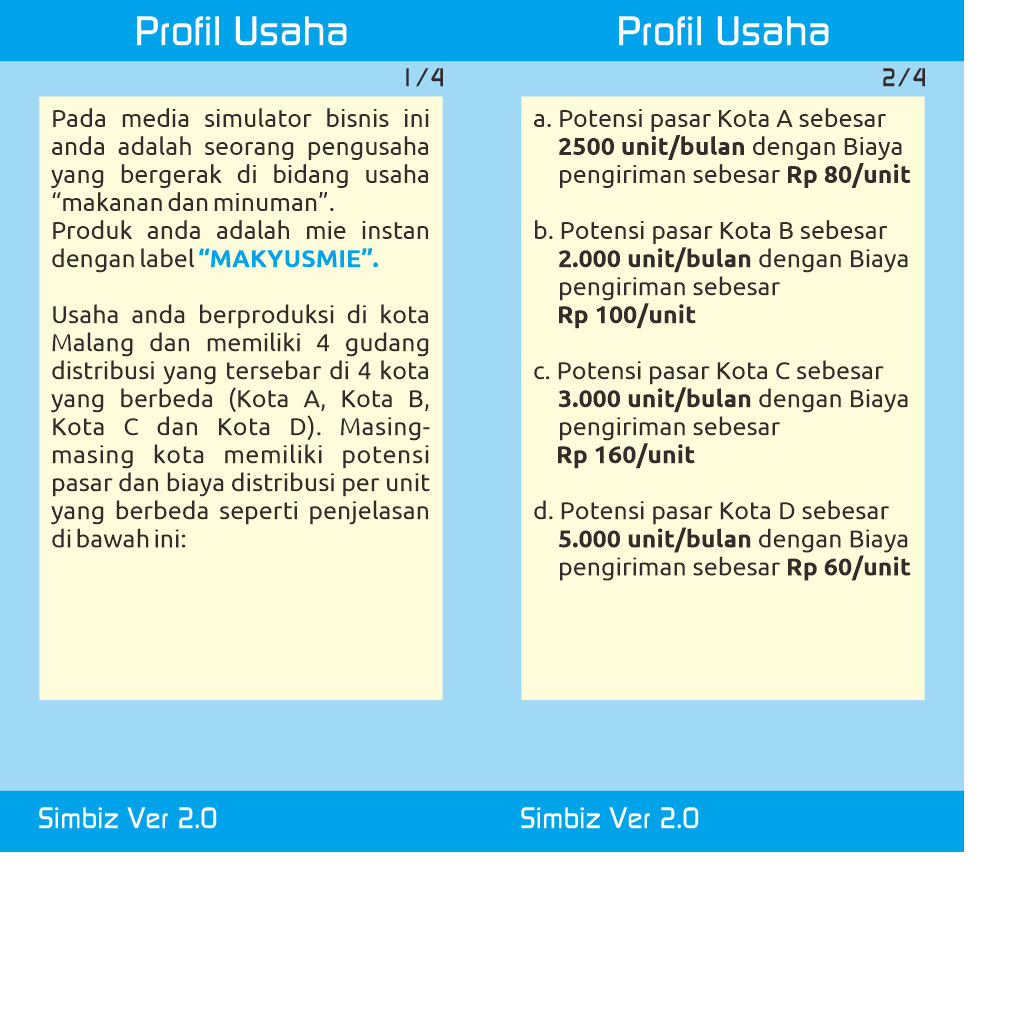 Profil Usaha
1/4
Pada media simulator bisnis ini
anda adalah seorang pengusaha
yang bergerak di bidang usaha
“makanan dan minuman”.
Produk anda adalah mie instan
dengan label “MAKYUSMIE”.
Usaha anda berproduksi di kota
Malang dan memiliki 4 gudang
distribusi yang tersebar di 4 kota
yang berbeda (Kota A, Kota B,
Kota C dan Kota D). Masing-
masing kota memiliki potensi
pasar dan biaya distribusi per unit
yang berbeda seperti penjelasan
di bawah ini:
Simbiz Ver 2.0
Profil Usaha
2/4
a. Potensi pasar Kota A sebesar
2500 unit/bulan dengan Biaya
pengiriman sebesar Rp 80/unit
b. Potensi pasar Kota B sebesar
2.000 unit/bulan dengan Biaya
pengiriman sebesar
Rp 100/unit
c. Potensi pasar Kota C sebesar
3.000 unit/bulan dengan Biaya
pengiriman sebesar
Rp 160/unit
d. Potensi pasar Kota D sebesar
5.000 unit/bulan dengan Biaya
pengiriman sebesar Rp 60/unit
Simbiz Ver 2.0